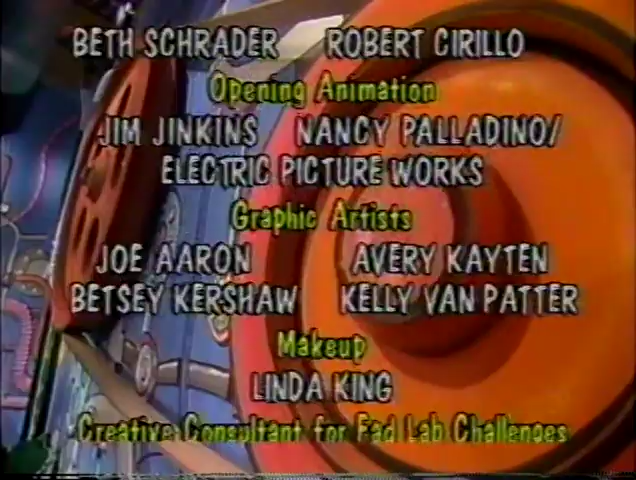 BETH SCHRADER ROBERT CIRILLO
Opening Animation
JIM JINKINS NANCY PALLADINO/
ELECTRIC PICTURE WORKS
Graphic Artists
JOE AARON AVERY KAYTEN
BETSEY KERSHAW KELLY VAN PATTER
Makeup
LINDA KING
Creative Consultant for Fad Lab Challenges